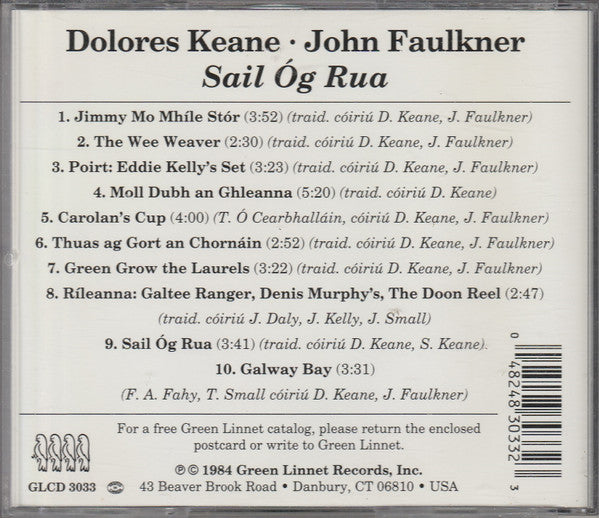 Dolores Keane · John Faulkner
Sail Óg Rua
1. Jimmy Mo Mhíle Stór (3:52) (traid. cóiriú D. Keane, J. Faulkner)
2. The Wee Weaver (2:30) (traid. cóiriú D. Keane, J. Faulkner)
3. Poirt: Eddie Kelly's Set (3:23) (traid. cóiriú D. Keane, J. Faulkner)
4. Moll Dubh an Ghleanna (5:20) (traid. cóiriú D. Keane)
5. Carolan's Cup (4:00) (T. Ó Cearbhalláin, cóiriú D. Keane, J. Faulkner)
6. Thuas ag Gort an Chornáin (2:52) (traid. cóiriú D. Keane, J. Faulkner)
7. Green Grow the Laurels (3:22) (traid. cóiriú D. Keane, J. Faulkner)
8. Ríleanna: Galtee Ranger, Denis Murphy's, The Doon Reel (2:47)
(traid. cóiriú J. Daly, J. Kelly, J. Small)
9. Sail Óg Rua (3:41) (traid. cóiriú D. Keane, S. Keane)
10. Galway Bay (3:31)
(F. A. Fahy, T. Small cóiriú D. Keane, J. Faulkner)
0 48248 30332 3
For a free Green Linnet catalog, please return the enclosed
postcard or write to Green Linnet.
℗ © 1984 Green Linnet Records, Inc.
GLCD 3033 43 Beaver Brook Road • Danbury, CT 06810 • USA